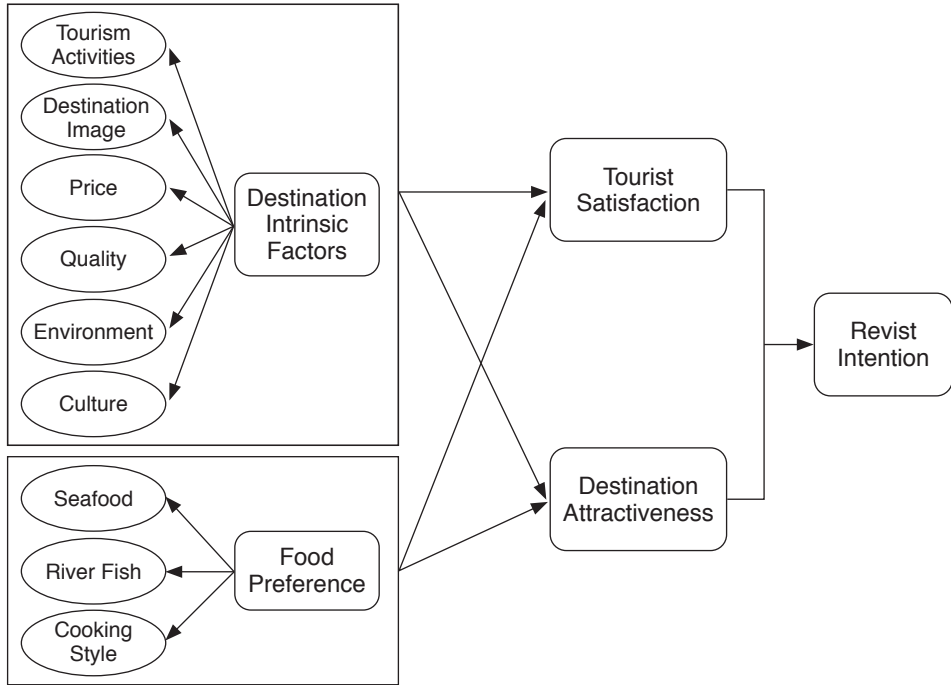 Tourism
Activities
Destination
Image
Price
Quality
Environment
Culture
Destination
Intrinsic
Factors
Seafood
River Fish
Cooking
Style
Food
Preference
Tourist
Satisfaction
Destination
Attractiveness
Revist
Intention